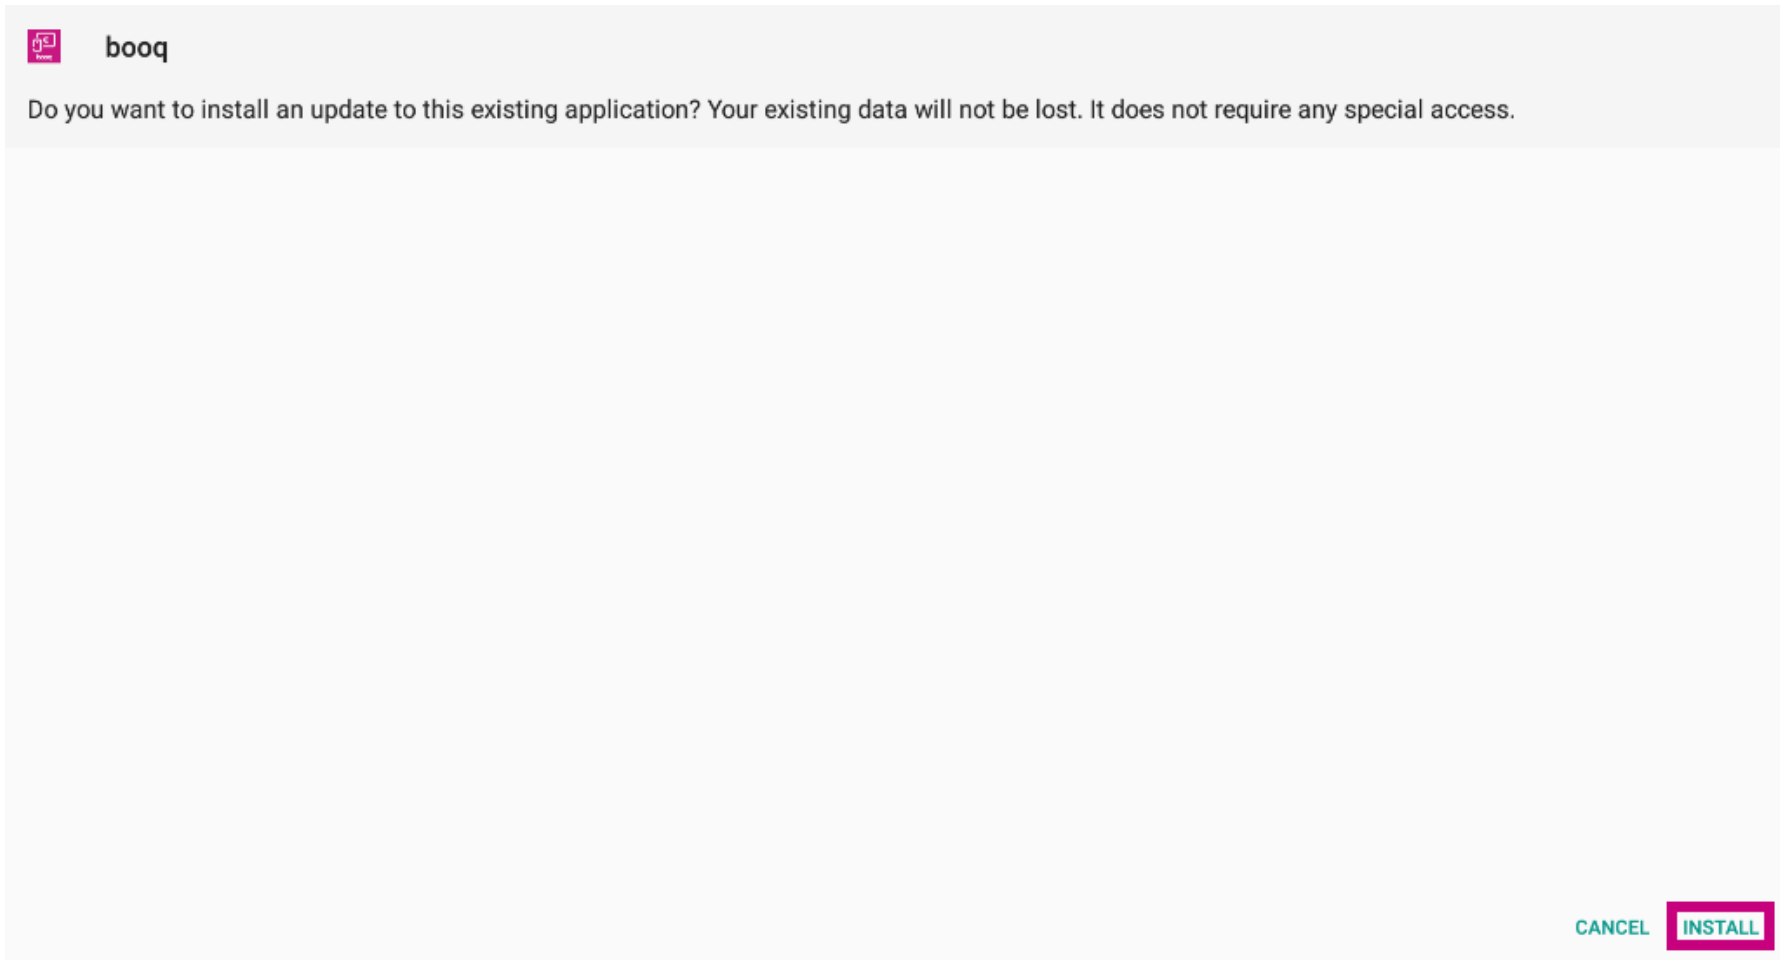 booq
Do you want to install an update to this existing application? Your existing data will not be lost. It does not require any special access.
CANCEL INSTALL